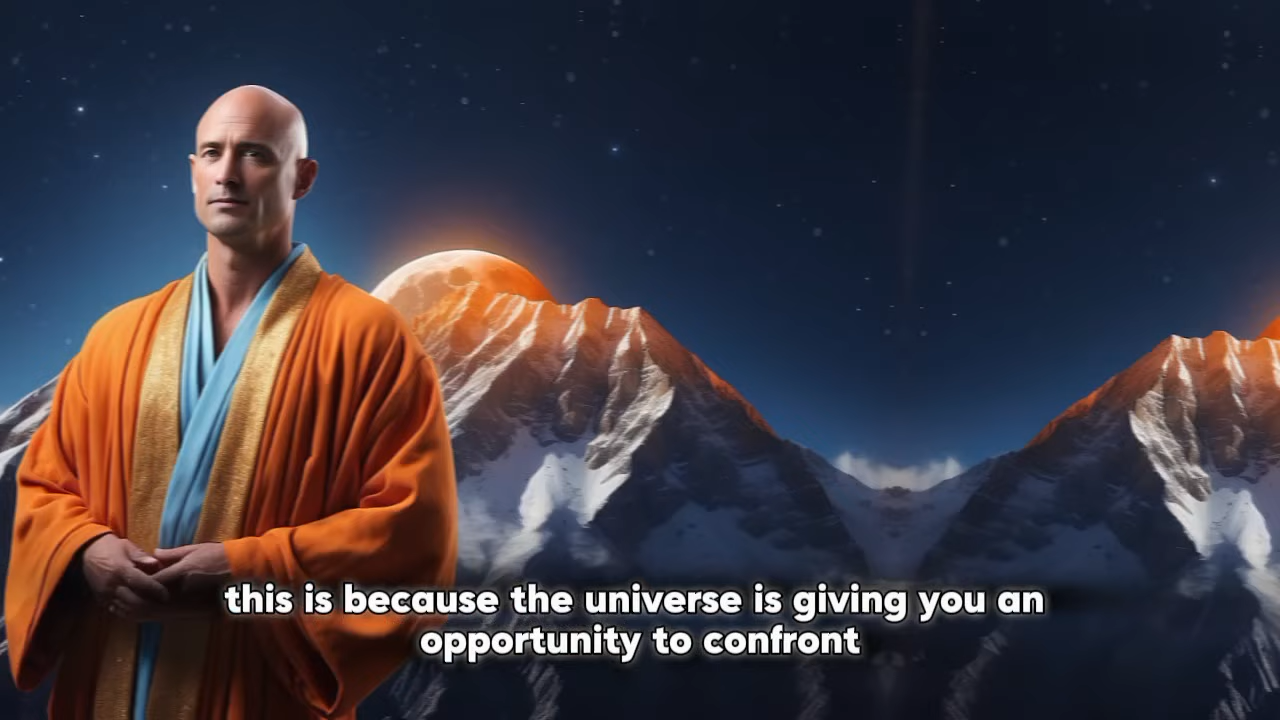 this is because the universe is giving you an
opportunity to confront